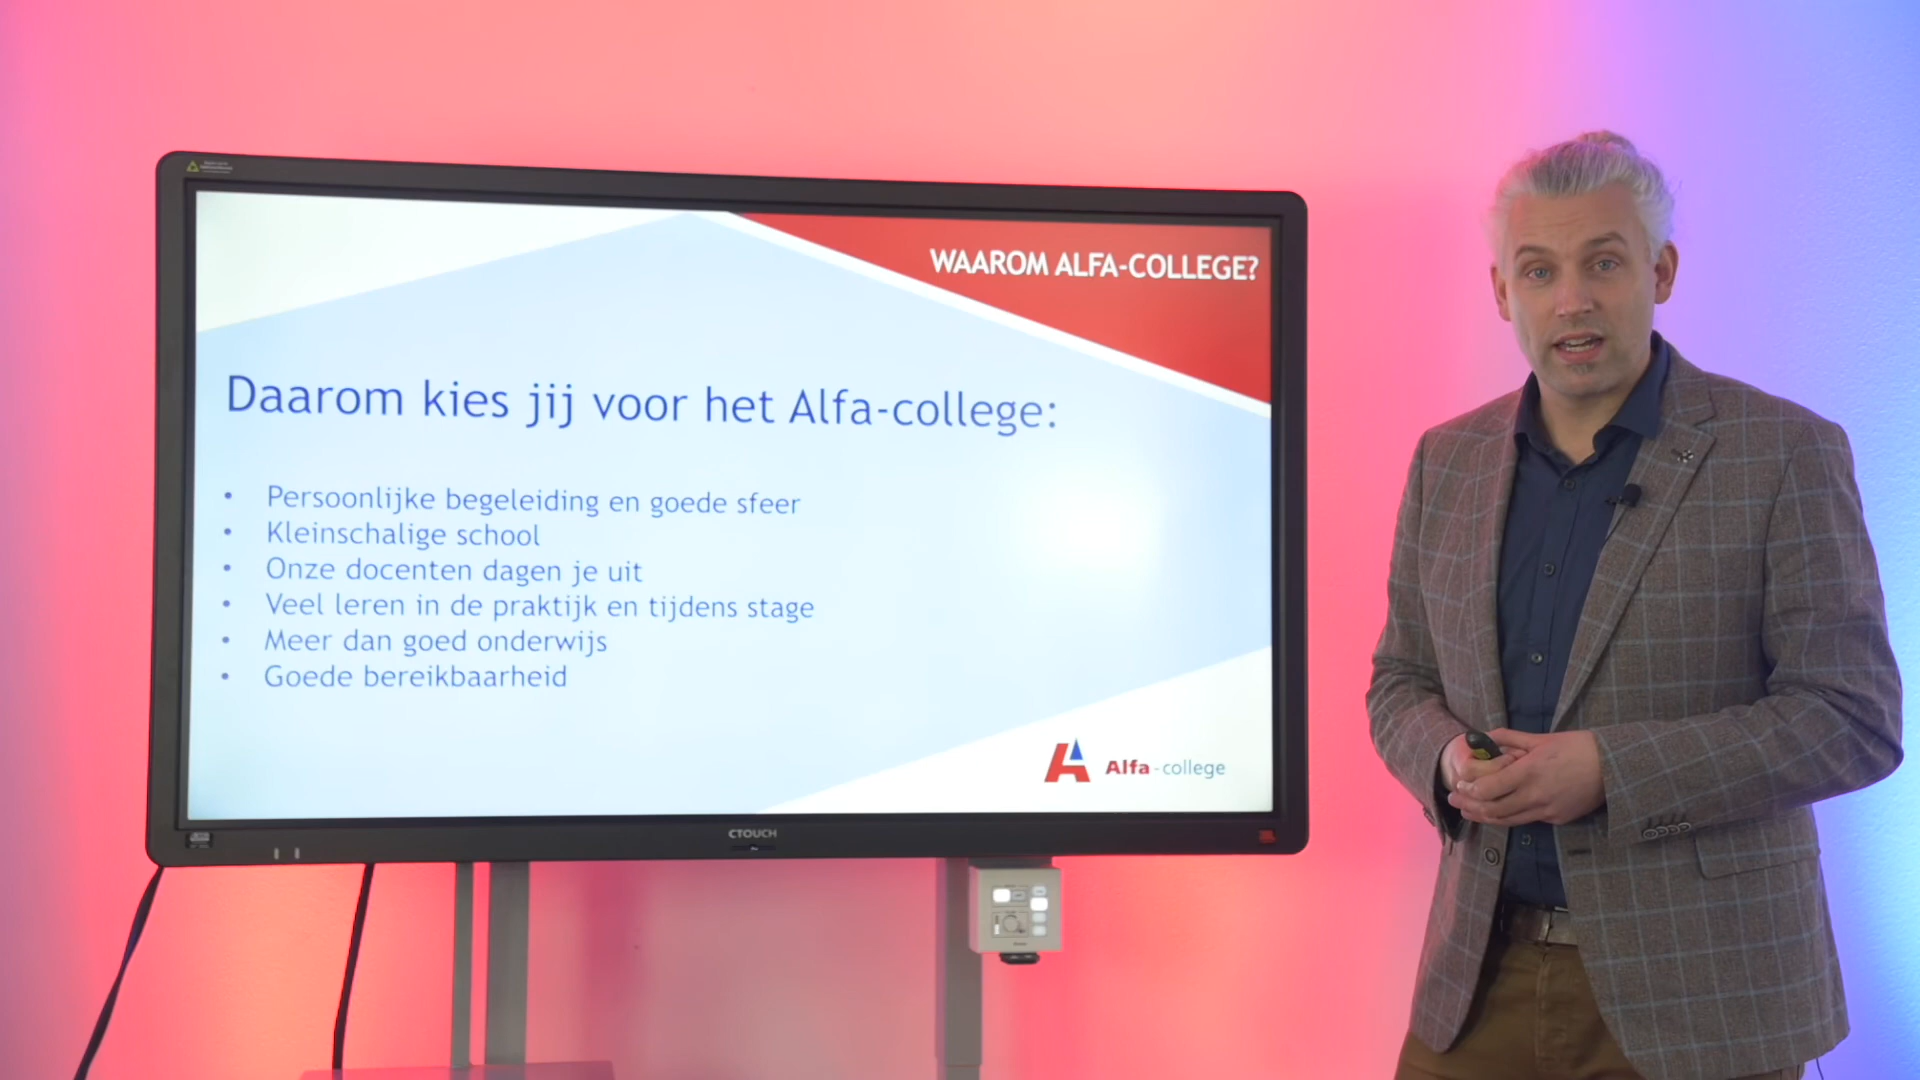 WAAROM ALFA-COLLEGE?
Daarom kies jij voor het Alfa-college:
• Persoonlijke begeleiding en goede sfeer
• Kleinschalige school
• Onze docenten dagen je uit
• Veel leren in de praktijk en tijdens stage
• Meer dan goed onderwijs
• Goede bereikbaarheid
Alfa-college
CTOUCH